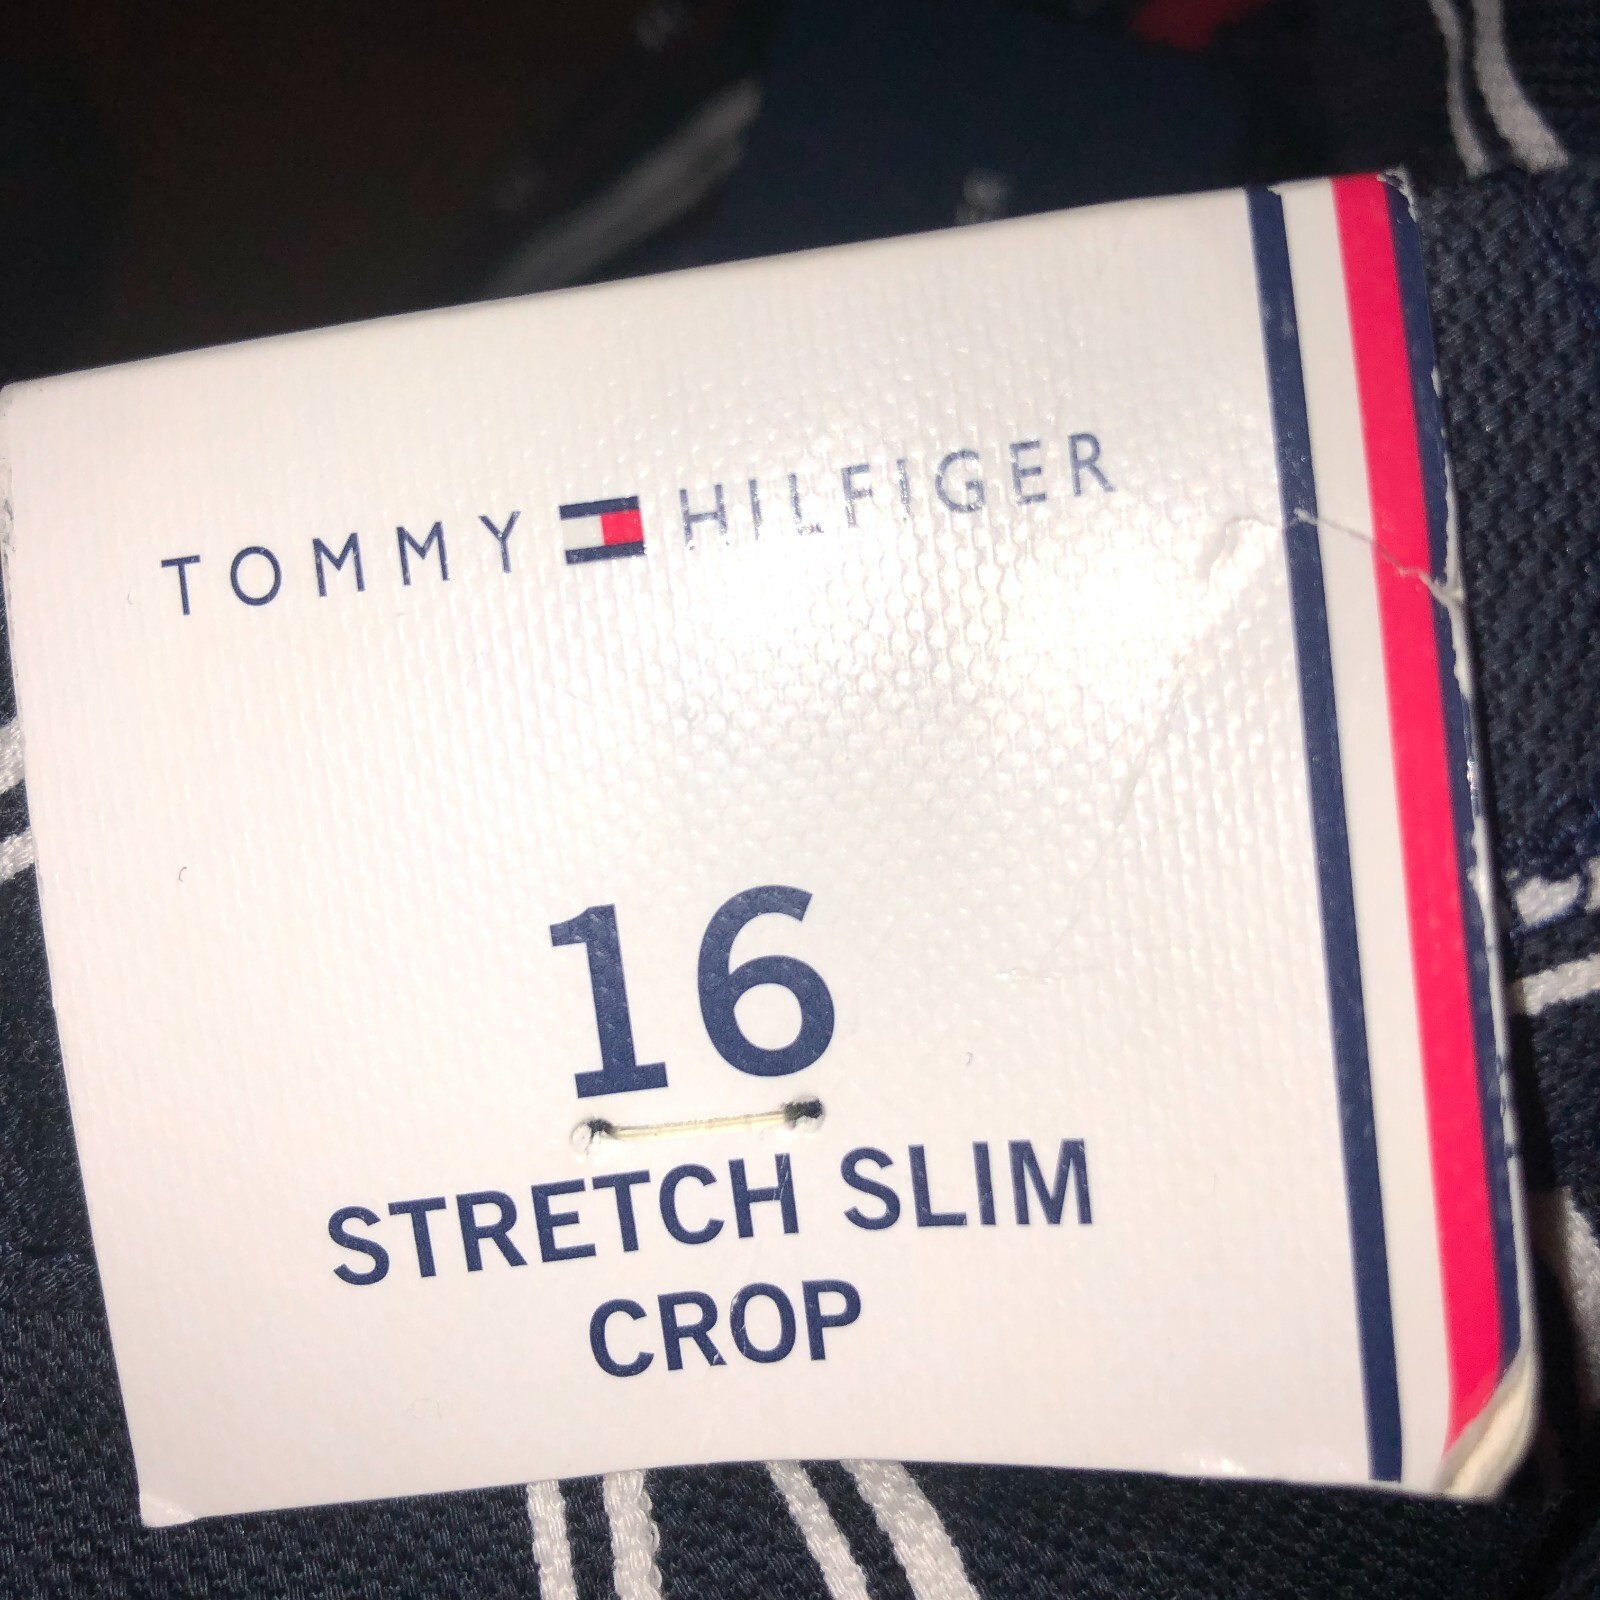 TOMMY HILFIGER
16
STRETCH SLIM
CROP